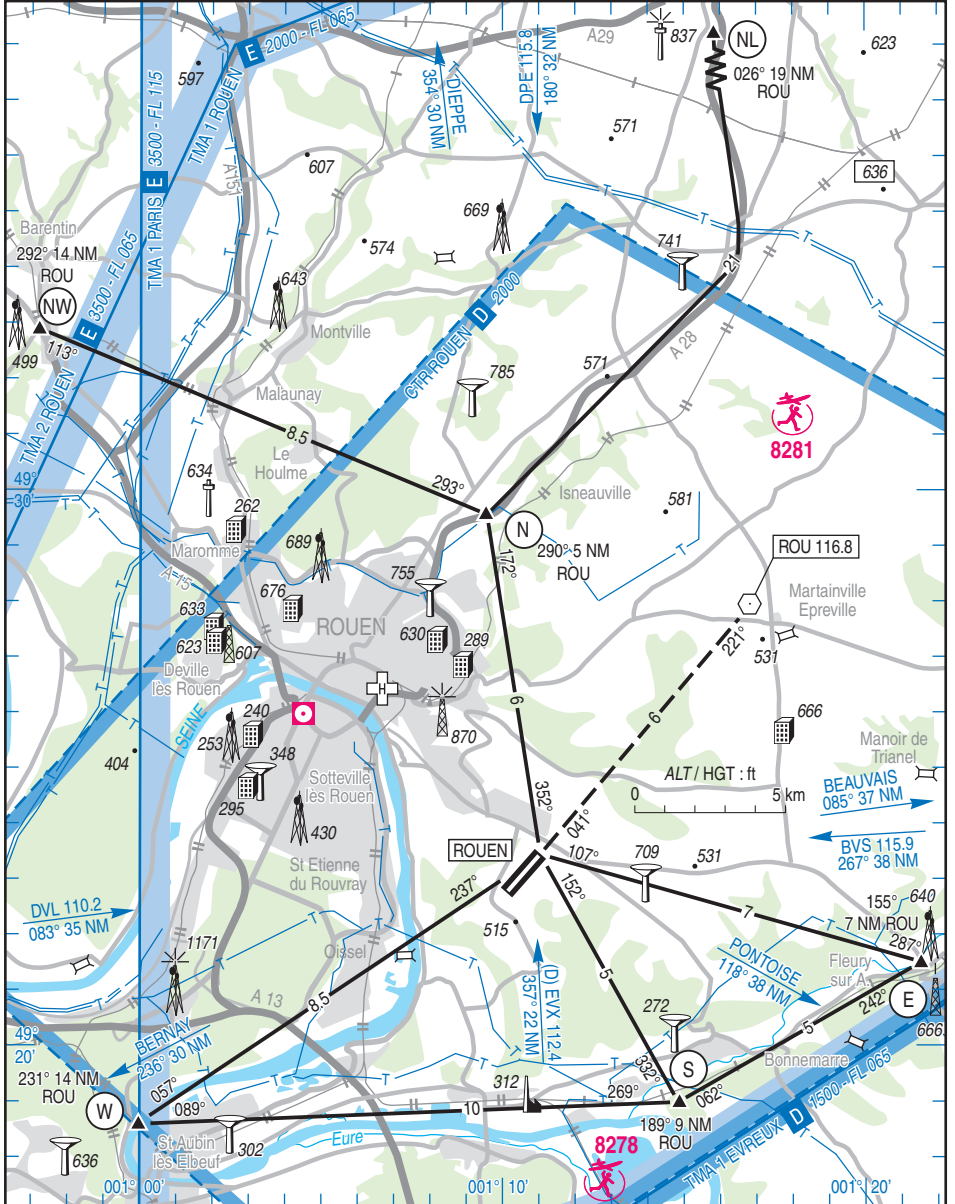 E 2000 - FL 065
TMA 1 ROUEN
597
A151
TMA 1 PARIS E 3500 - FL 115
DIEPPE
354° 30 NM
DPE 115.8
180° 32 NM
A29
837
NL
026° 19 NM
ROU
623
571
607
636
669
574
741
Barentin
292° 14 NM
ROU
NW
499
113°
TMA 2 ROUEN E 3500 - FL 065
643
Montville
CTR ROUEN D 2000
21
A 28
571
785
Malaunay
8.5
8281
Le
Houlme
293°
49°
30'
634
262
Isneauville
581
N
290° 5 NM
ROU
172°
Maromme
A 15
689
755
ROU 116.8
Martainville
Epreville
676
633
ROUEN
630
289
221°
531
623
607
Deville
lès Rouen
H
SEINE
240
253
348
870
6
6
666
Manoir de
Trianel
404
295
Sotteville
lès Rouen
ALT / HGT : ft
0 5 km
BEAUVAIS
085° 37 NM
430
352°
041°
BVS 115.9
267° 38 NM
St Etienne
du Rouvray
ROUEN
107°
709
531
237°
152°
DVL 110.2
083° 35 NM
515
7
155°
7 NM ROU
640
287°
1171
Oissel
(D) EVX 112.4
357° 22 NM
5
PONTOISE
118° 38 NM
Fleury
sur A.
E
242°
666
A 13
8.5
272
5
49°
20'
BERNAY
236° 30 NM
S
Bonnemarre
231° 14 NM
ROU
057°
312
332°
W
089°
10
269°
062°
189° 9 NM
ROU
St Aubin
lès Elbeuf
302
Eure
636
8278
TMA 1 EVREUX D 1500 - FL 065
001° 00'
001° 10'
001° 20'
T